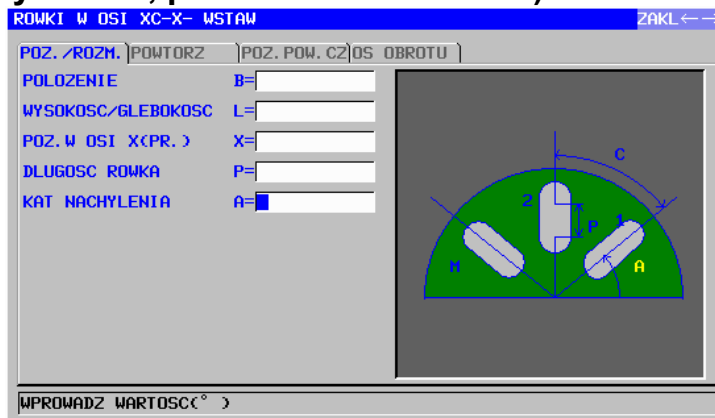 ROWKI W OSI XC-X- WSTAW ZAKL←→
POZ./ROZM. POWTORZ POZ.POW.CZ OS OBROTU
POLOZENIE B=
WYSOKOSC/GLEBOKOSC L=
POZ.W OSI X(PR.) X=
DLUGOSC ROWKA P=
KAT NACHYLENIA A=
C
2
P
1
M
A
WPROWADZ WARTOSC(° )